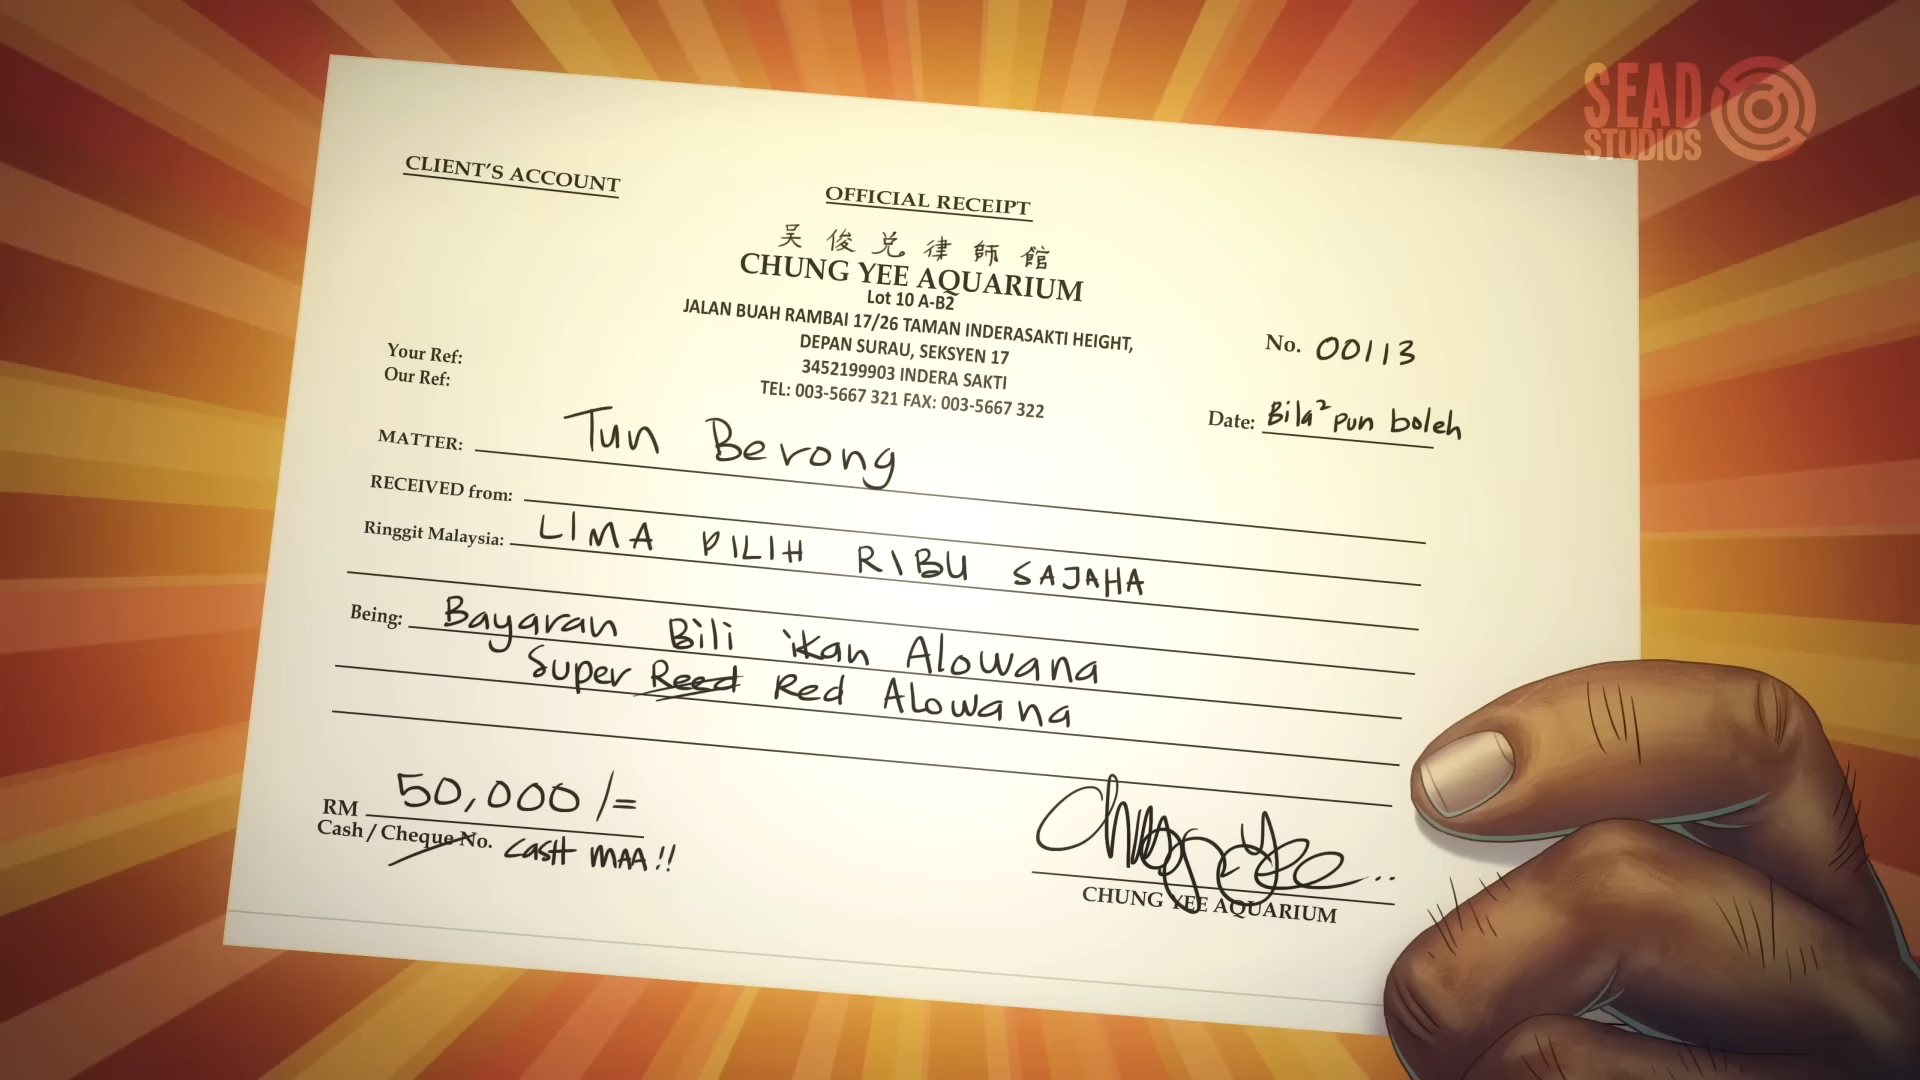 SEAD
STUDIOS
CLIENT'S ACCOUNT
OFFICIAL RECEIPT
吴俊兑律師館
CHUNG YEE AQUARIUM
Lot 10 A-B2
JALAN BUAH RAMBAI 17/26 TAMAN INDERASAKTI HEIGHT,
DEPAN SURAU, SEKSYEN 17
3452199903 INDERA SAKTI
TEL: 003-5667 321 FAX: 003-5667 322
No. 00113
Your Ref:
Our Ref:
Date: Bila² pun boleh
MATTER: Tun Berong
RECEIVED from:
Ringgit Malaysia: LIMA PILIH RIBU SAJAHA
Being: Bayaran Bili ikan Alowana
Super Reed Red Alowana
RM 50,000/=
Cash / Cheque No. CASH MAA!!
Chung Yee...
CHUNG YEE AQUARIUM